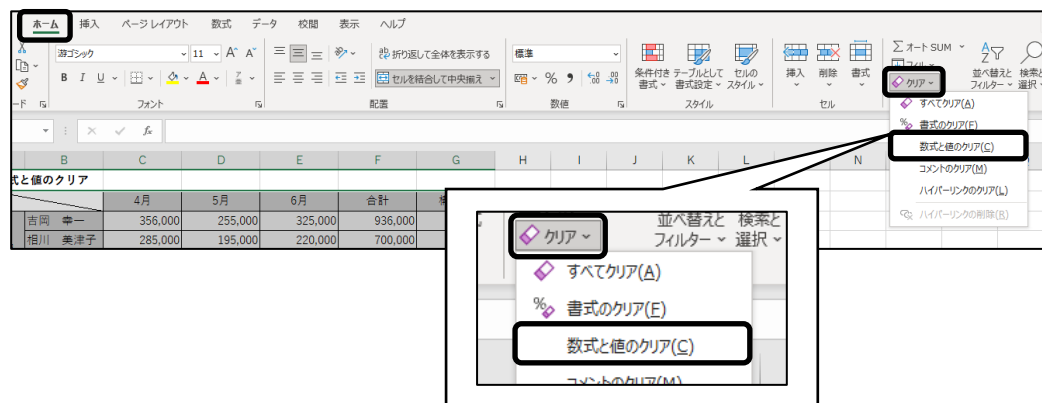 ホーム 挿入 ページ レイアウト 数式 データ 校閲 表示 ヘルプ
游ゴシック 11 A^ A˅ ab 折り返して全体を表示する 標準 Σ オート SUM
B I U A セルを結合して中央揃え % 9 条件付き 書式 テーブルとして 書式設定 セルの スタイル 挿入 削除 書式 クリア 並べ替えと フィルター 検索と 選択
フォント 配置 数値 スタイル セル
すべてクリア(A)
書式のクリア(F)
fx 数式と値のクリア(C)
コメントのクリア(M)
ハイパーリンクのクリア(L)
ハイパーリンクの削除(R)
B C D E F G H I J K L N
式と値のクリア
4月 5月 6月 合計
吉岡 幸一 356,000 255,000 325,000 936,000
相川 美津子 285,000 195,000 220,000 700,000
クリア 並べ替えと 検索と
フィルター 選択
すべてクリア(A)
書式のクリア(F)
数式と値のクリア(C)
コメントのクリア(M)